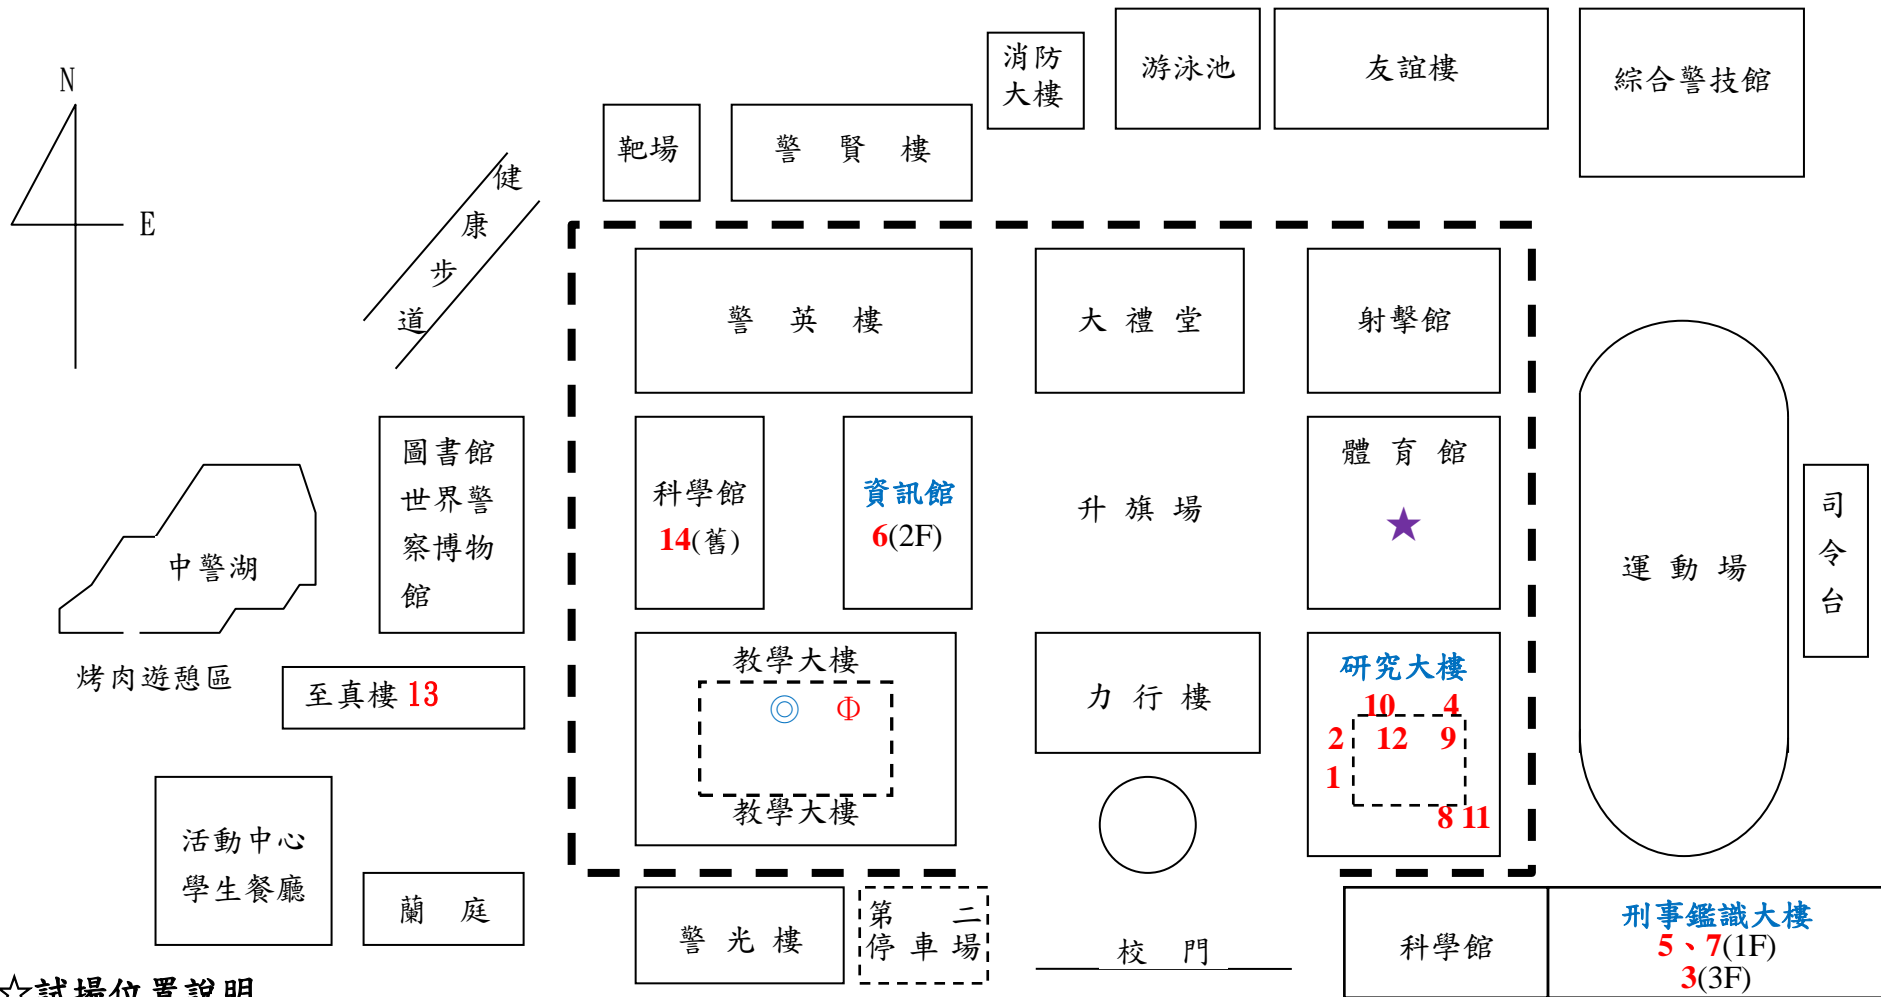 N
E
消防
大樓
游泳池
友誼樓
綜合警技館
靶場
警 賢 樓
健
康
步
道
警 英 樓
大 禮 堂
射擊館
圖書館
世界警
察博物
館
科學館
14(舊)
資訊館
6(2F)
升 旗 場
體 育 館
★
運 動 場
司
令
台
中警湖
烤肉遊憩區
至真樓 13
教學大樓
◎ Φ
教學大樓
力 行 樓
研究大樓
10 4
2 12 9
1
8 11
活動中心
學生餐廳
蘭 庭
警 光 樓
第 二
停 車 場
校 門
科學館
刑事鑑識大樓
5、7(1F)
3(3F)
☆試場位置說明